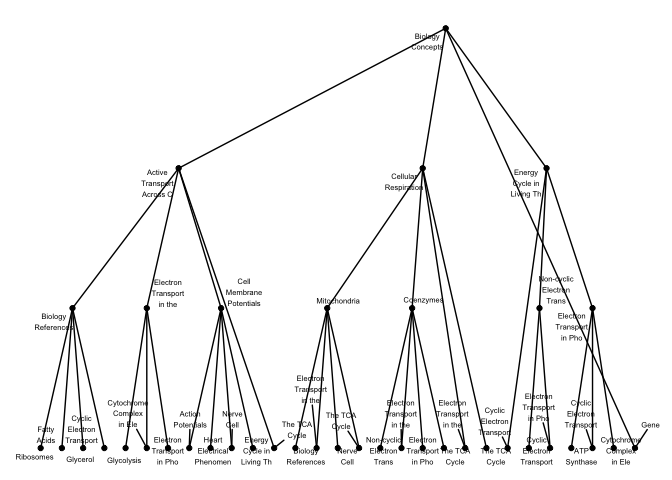 Biology
Concepts
Active
Transport
Across C
Cellular
Respiration
Energy
Cycle in
Living Th
Biology
References
Electron
Transport
in the
Cell
Membrane
Potentials
Mitochondria
Coenzymes
Non-cyclic
Electron
Trans
Electron
Transport
in Pho
Ribosomes
Fatty
Acids
Glycerol
Cyclic
Electron
Transport
Glycolysis
Cytochrome
Complex
in Ele
Electron
Transport
in Pho
Action
Potentials
Heart
Electrical
Phenomen
Nerve
Cell
Energy
Cycle in
Living Th
The TCA
Cycle
Biology
References
Electron
Transport
in the
Nerve
Cell
The TCA
Cycle
Non-cyclic
Electron
Trans
Electron
Transport
in the
Electron
Transport
in Pho
The TCA
Cycle
Electron
Transport
in the
The TCA
Cycle
Cyclic
Electron
Transport
Cyclic
Electron
Transport
Electron
Transport
in Pho
ATP
Synthase
Cyclic
Electron
Transport
Cytochrome
Complex
in Ele
Gene